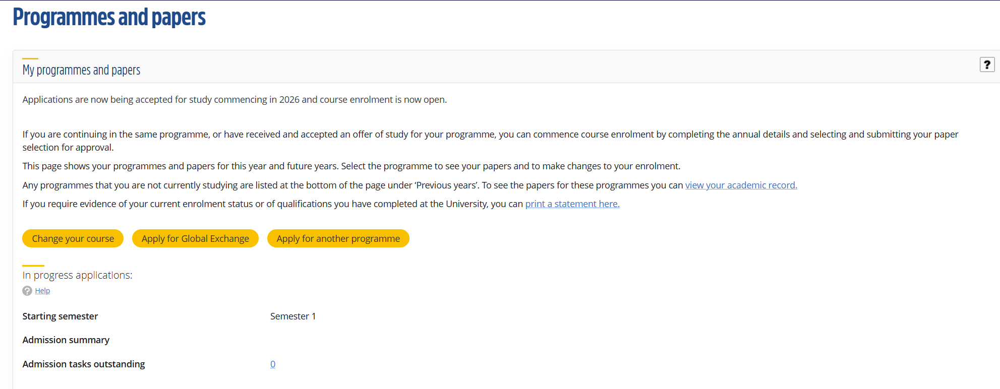 Programmes and papers
My programmes and papers
?
Applications are now being accepted for study commencing in 2026 and course enrolment is now open.
If you are continuing in the same programme, or have received and accepted an offer of study for your programme, you can commence course enrolment by completing the annual details and selecting and submitting your paper
selection for approval.
This page shows your programmes and papers for this year and future years. Select the programme to see your papers and to make changes to your enrolment.
Any programmes that you are not currently studying are listed at the bottom of the page under ‘Previous years’. To see the papers for these programmes you can view your academic record.
If you require evidence of your current enrolment status or of qualifications you have completed at the University, you can print a statement here.
Change your course Apply for Global Exchange Apply for another programme
In progress applications:
? Help
Starting semester Semester 1
Admission summary
Admission tasks outstanding 0